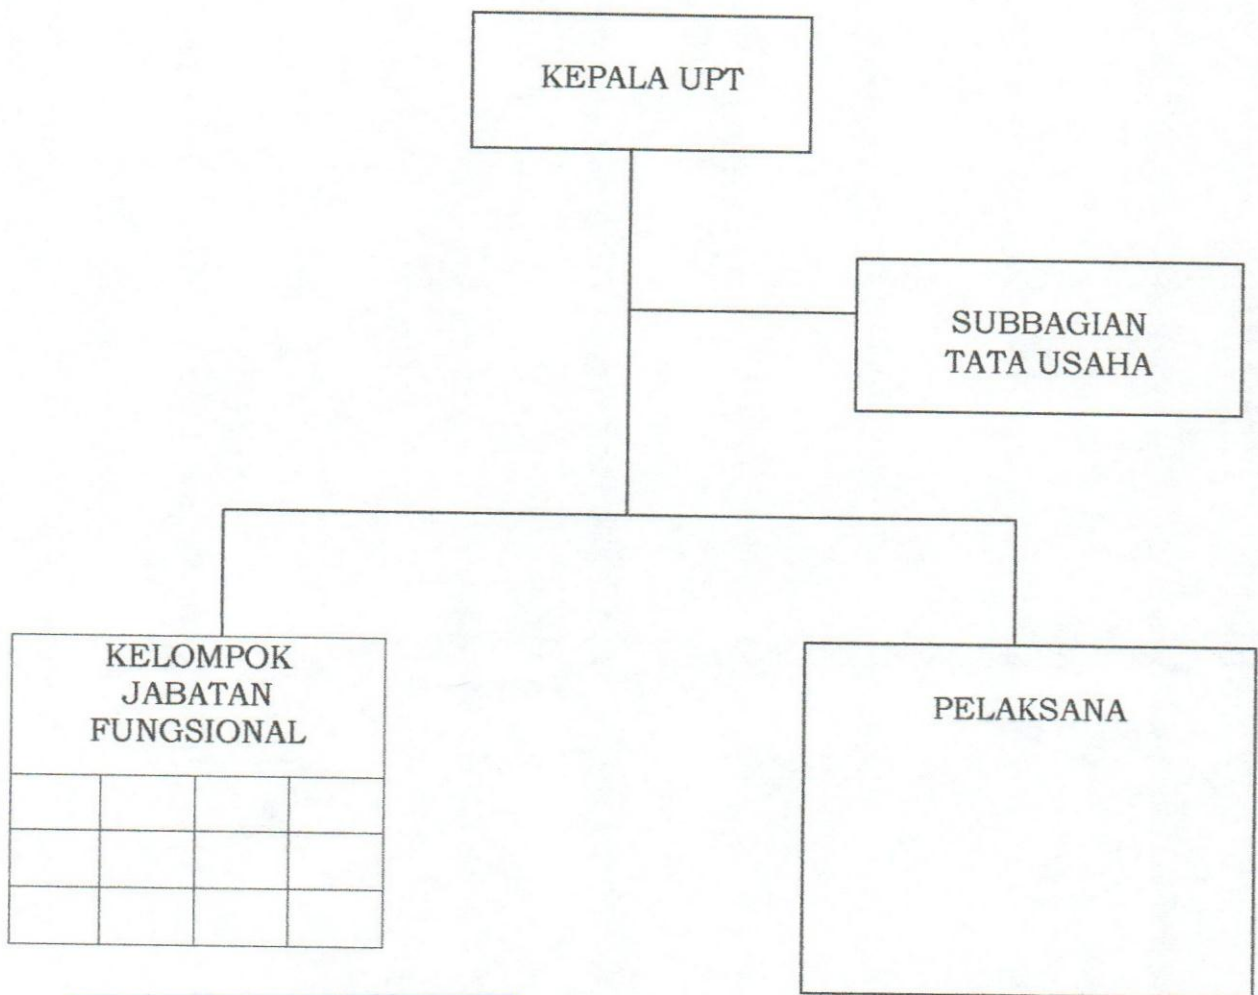 KEPALA UPT
SUBBAGIAN
TATA USAHA
KELOMPOK
JABATAN
FUNGSIONAL
PELAKSANA